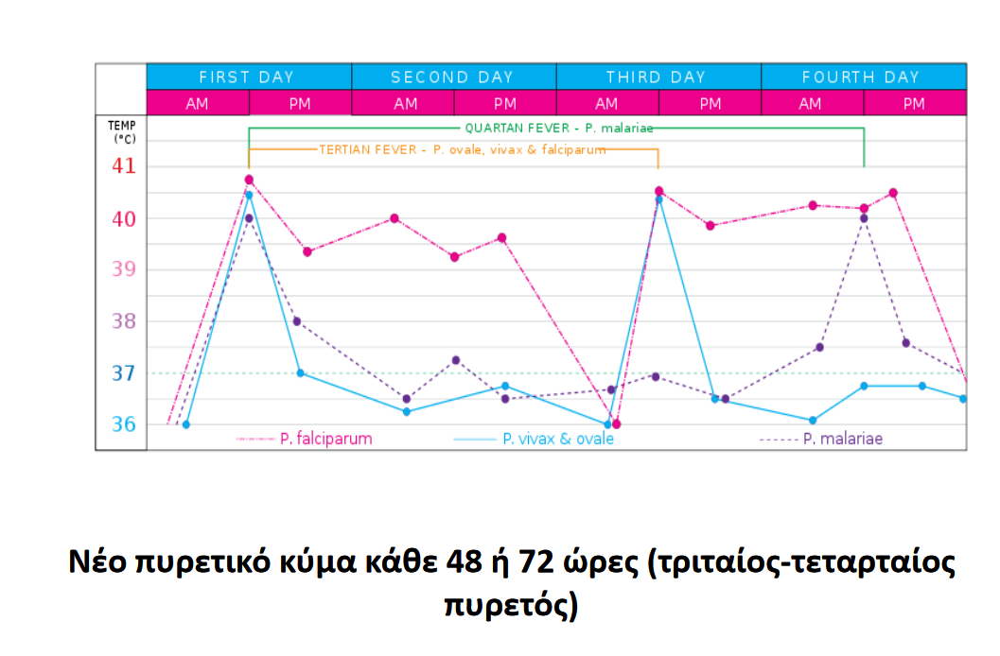 FIRST DAY SECOND DAY THIRD DAY FOURTH DAY
AM PM AM PM AM PM AM PM
TEMP
(°C)
QUARTAN FEVER - P. malariae
TERTIAN FEVER - P. ovale, vivax & falciparum
41
40
39
38
37
36
P. falciparum P. vivax & ovale P. malariae
Νέο πυρετικό κύμα κάθε 48 ή 72 ώρες (τριταίος-τεταρταίος
πυρετός)